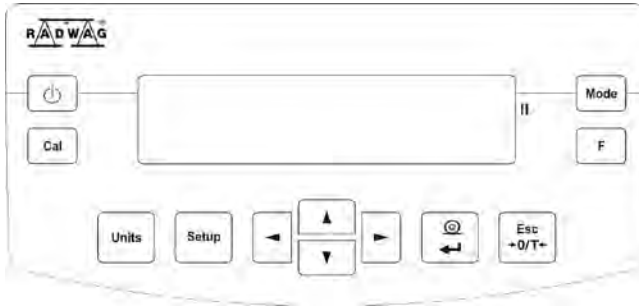 RADWAG
Mode
II
Cal
F
Units
Setup
Esc
→0/T←